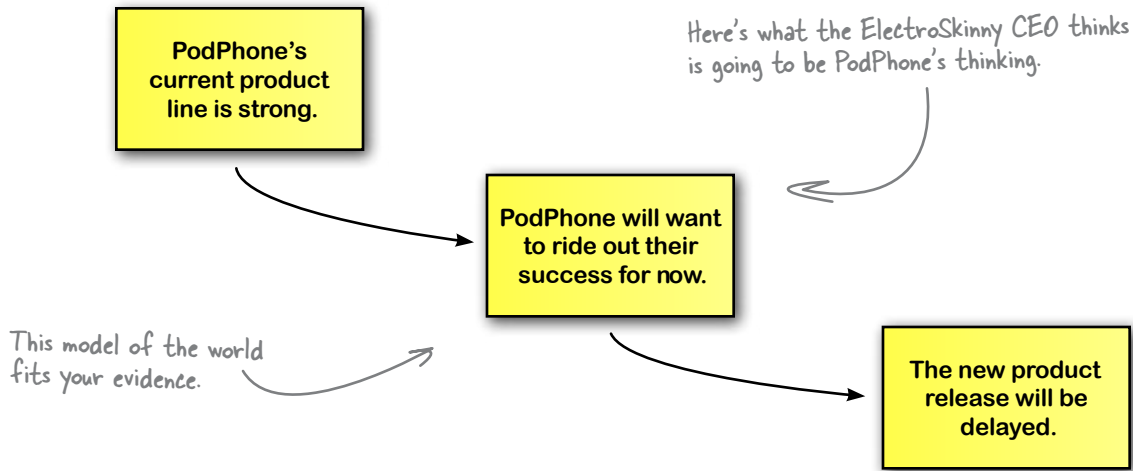 PodPhone’s
current product
line is strong.
Here’s what the ElectroSkinny CEO thinks
is going to be PodPhone’s thinking.
PodPhone will want
to ride out their
success for now.
This model of the world
fits your evidence.
The new product
release will be
delayed.